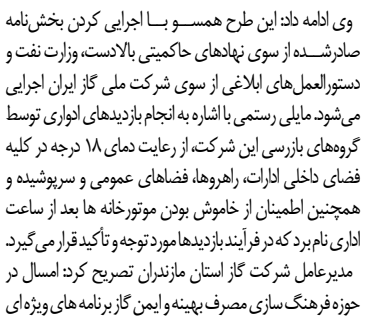 وی ادامه داد: این طرح همســو بــا اجرایی کردن بخش‌نامه
صادرشــده از سوی نهادهای حاکمیتی بالادست، وزارت نفت و
دستورالعمل‌های ابلاغی از سوی شرکت ملی گاز ایران اجرایی
می‌شود. مایلی رستمی با اشاره به انجام بازدیدهای ادواری توسط
گروه‌های بازرسی این شرکت، از رعایت دمای ۱۸ درجه در کلیه
فضای داخلی ادارات، راهروها، فضاهای عمومی و سرپوشیده و
همچنین اطمینان از خاموش بودن موتورخانه ها بعد از ساعت
اداری نام برد که در فرآیند بازدیدها مورد توجه و تأکید قرار می گیرد.
مدیرعامل شرکت گاز استان مازندران تصریح کرد: امسال در
حوزه فرهنگ سازی مصرف بهینه و ایمن گاز برنامه های ویژه ای